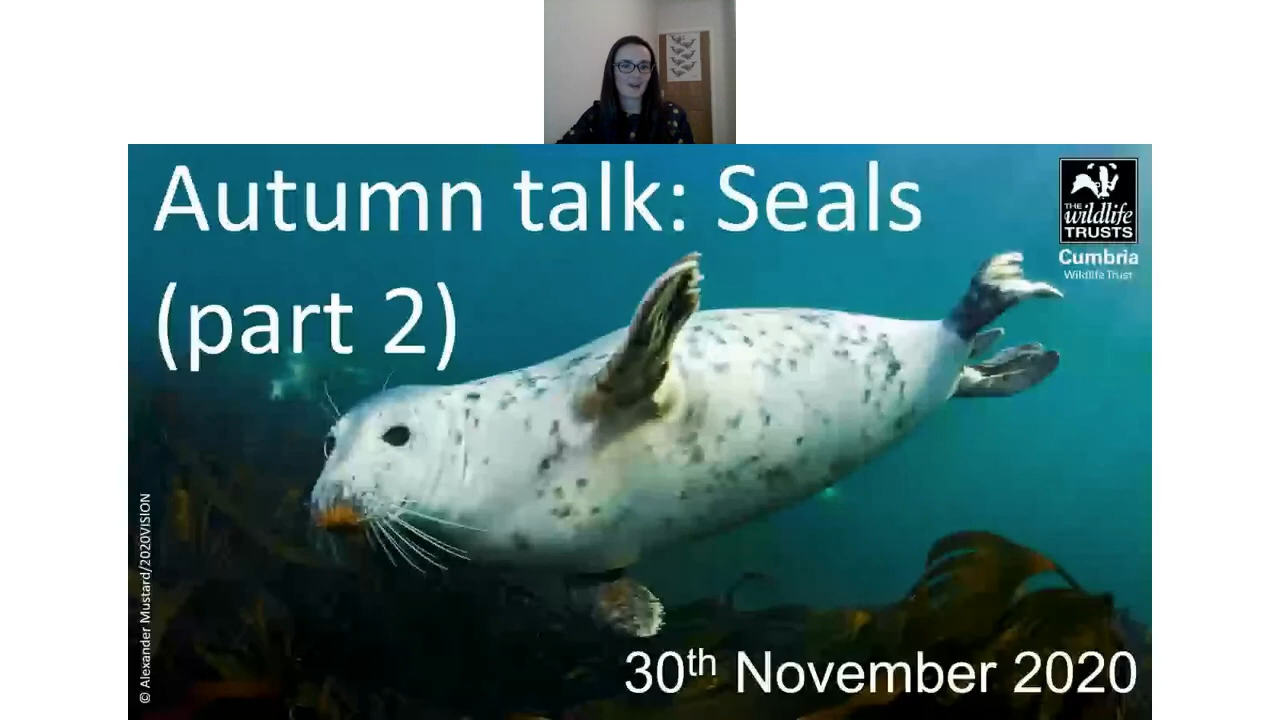 Autumn talk: Seals
(part 2)
THE
wildlife
TRUSTS
Cumbria
Wildlife Trust
© Alexander Mustard/2020VISION
30th November 2020